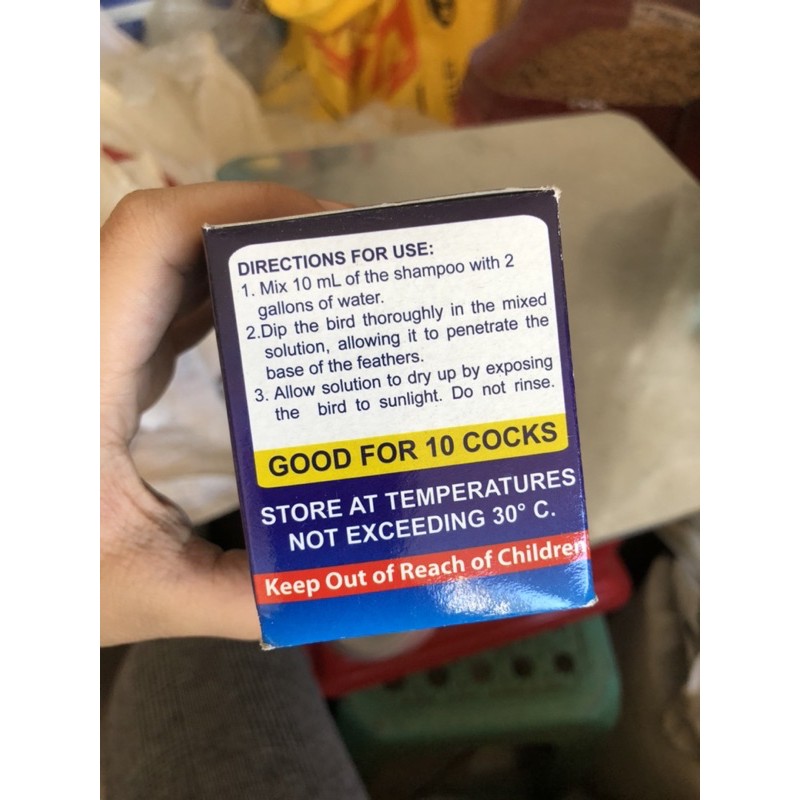 DIRECTIONS FOR USE:
1. Mix 10 mL of the shampoo with 2
gallons of water.
2.Dip the bird thoroughly in the mixed
solution, allowing it to penetrate the
base of the feathers.
3. Allow solution to dry up by exposing
the bird to sunlight. Do not rinse.
GOOD FOR 10 COCKS
STORE AT TEMPERATURES
NOT EXCEEDING 30° C.
Keep Out of Reach of Children